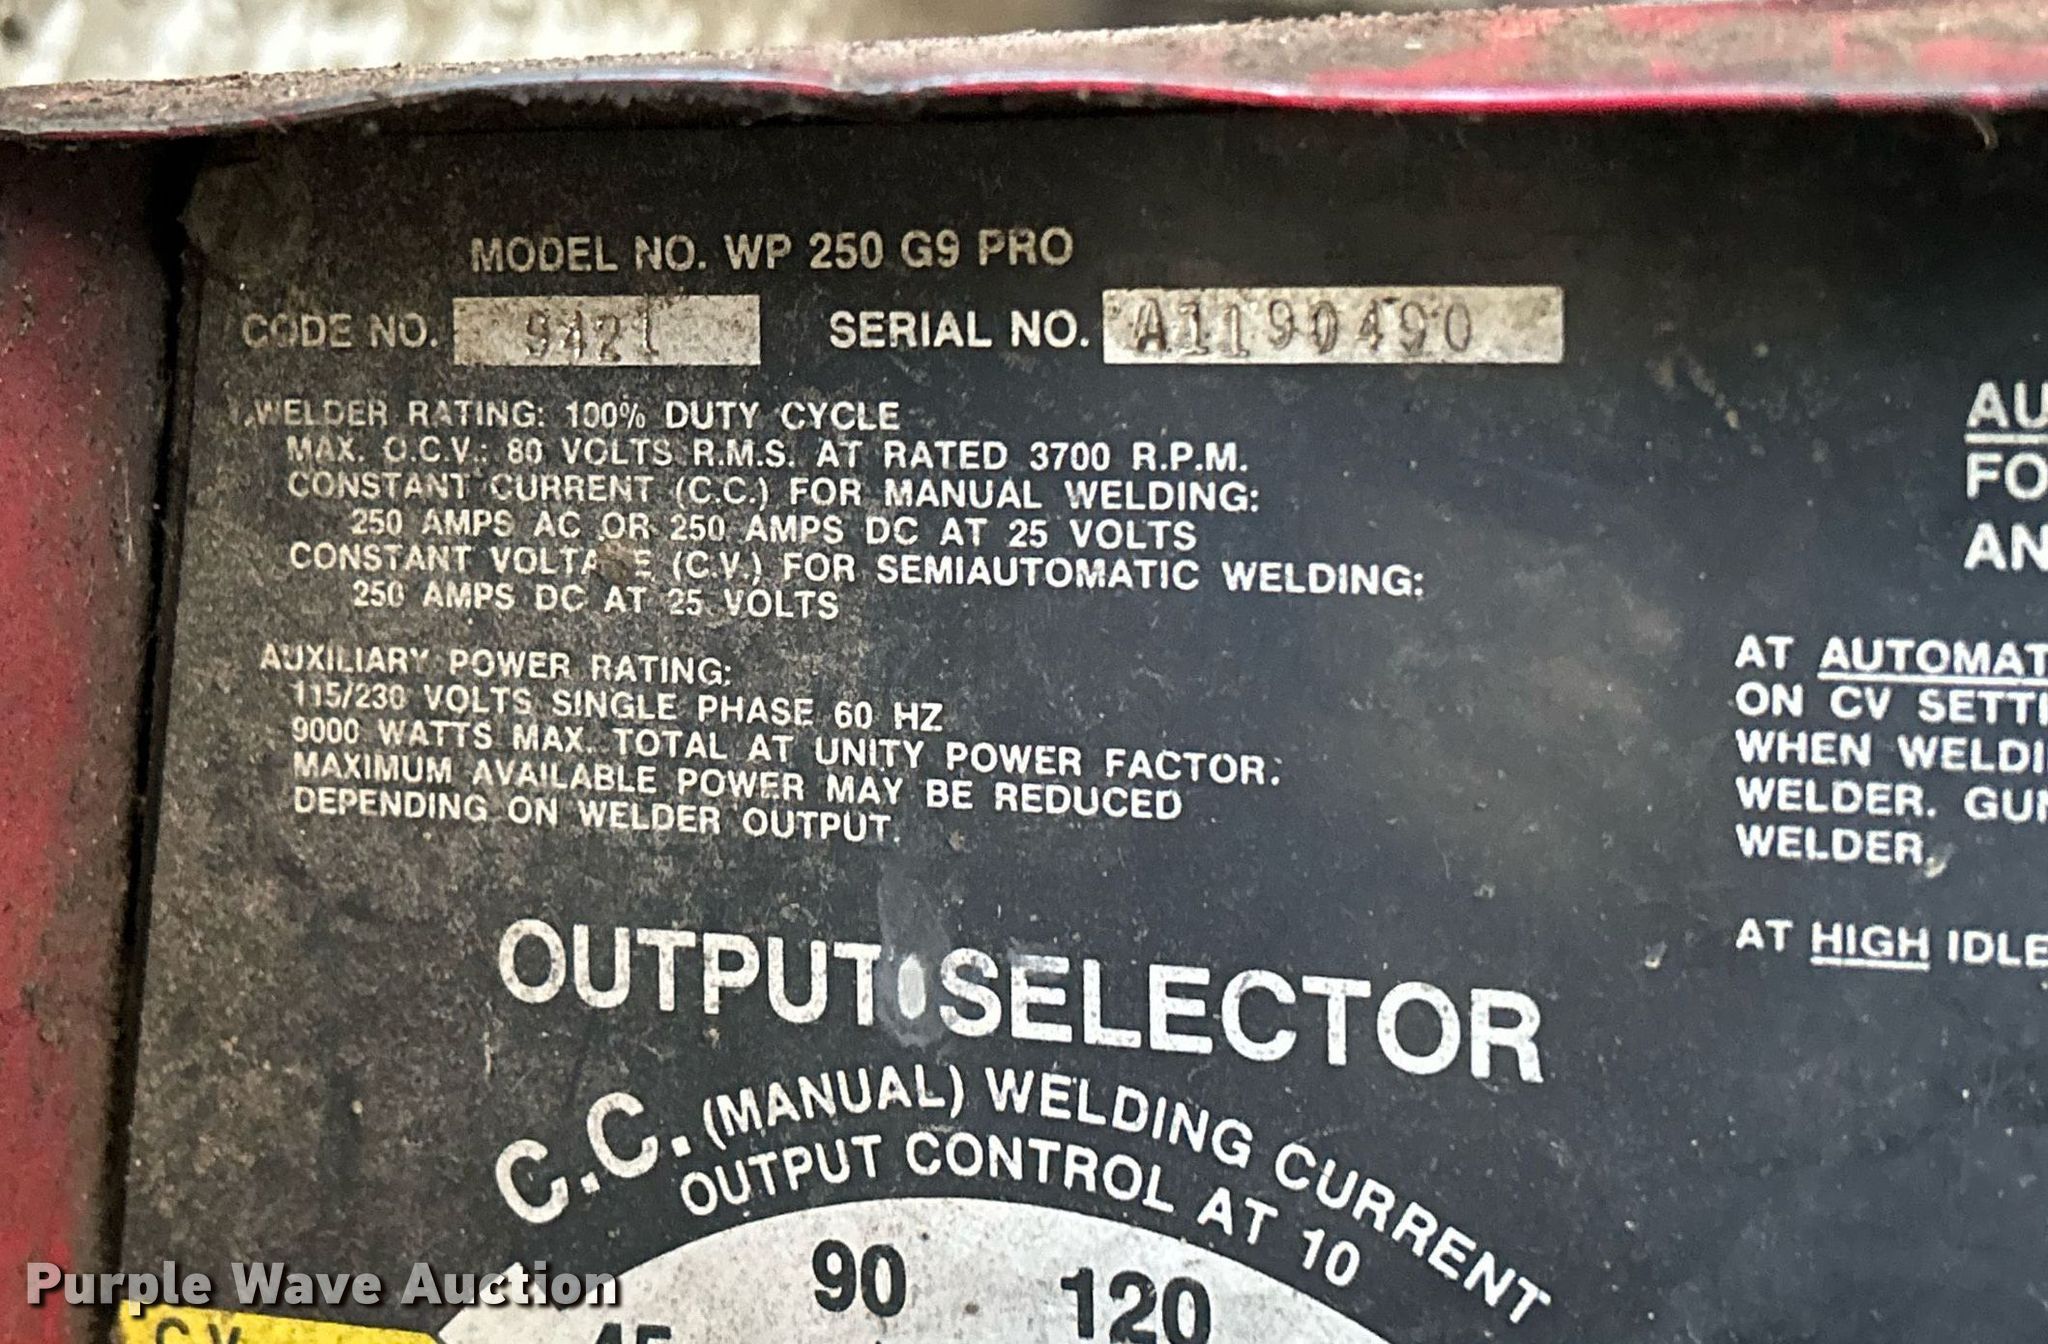 MODEL NO. WP 250 G9 PRO
CODE NO. 9421 SERIAL NO. A1190490
WELDER RATING: 100% DUTY CYCLE
MAX. O.C.V.: 80 VOLTS R.M.S. AT RATED 3700 R.P.M.
CONSTANT CURRENT (C.C.) FOR MANUAL WELDING:
250 AMPS AC OR 250 AMPS DC AT 25 VOLTS
CONSTANT VOLTA E (C.V.) FOR SEMIAUTOMATIC WELDING:
250 AMPS DC AT 25 VOLTS
AUXILIARY POWER RATING:
115/230 VOLTS SINGLE PHASE 60 HZ
9000 WATTS MAX. TOTAL AT UNITY POWER FACTOR.
MAXIMUM AVAILABLE POWER MAY BE REDUCED
DEPENDING ON WELDER OUTPUT.
AU
FO
AN
AT AUTOMAT
ON CV SETTI
WHEN WELDI
WELDER. GUN
WELDER.
AT HIGH IDLE
OUTPUT SELECTOR
C.C. (MANUAL) WELDING CURRENT
OUTPUT CONTROL AT 10
90
120
Purple Wave Auction